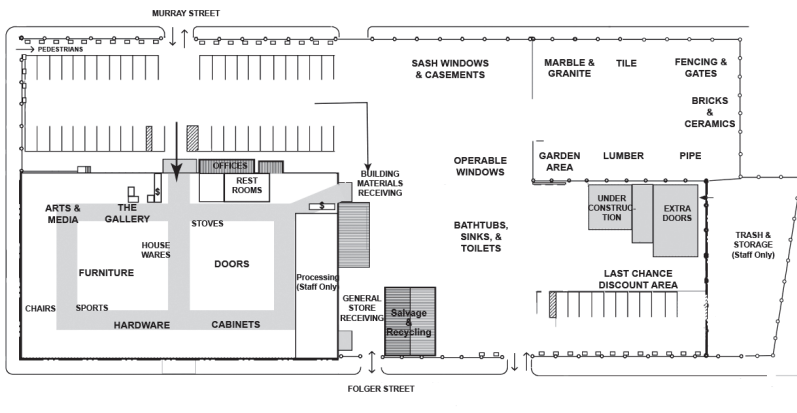 MURRAY STREET
PEDESTRIANS
SASH WINDOWS
& CASEMENTS
MARBLE &
GRANITE
TILE
FENCING &
GATES
BRICKS
&
CERAMICS
OFFICES
REST
ROOMS
BUILDING
MATERIALS
RECEIVING
OPERABLE
WINDOWS
GARDEN
AREA
LUMBER
PIPE
$
$
ARTS &
MEDIA
THE
GALLERY
STOVES
UNDER
CONSTRUC-
TION
EXTRA
DOORS
BATHTUBS,
SINKS, &
TOILETS
TRASH &
STORAGE
(Staff Only)
HOUSE
WARES
DOORS
FURNITURE
Processing
(Staff Only)
LAST CHANCE
DISCOUNT AREA
CHAIRS
SPORTS
GENERAL
STORE
RECEIVING
Salvage
&
Recycling
HARDWARE
CABINETS
FOLGER STREET